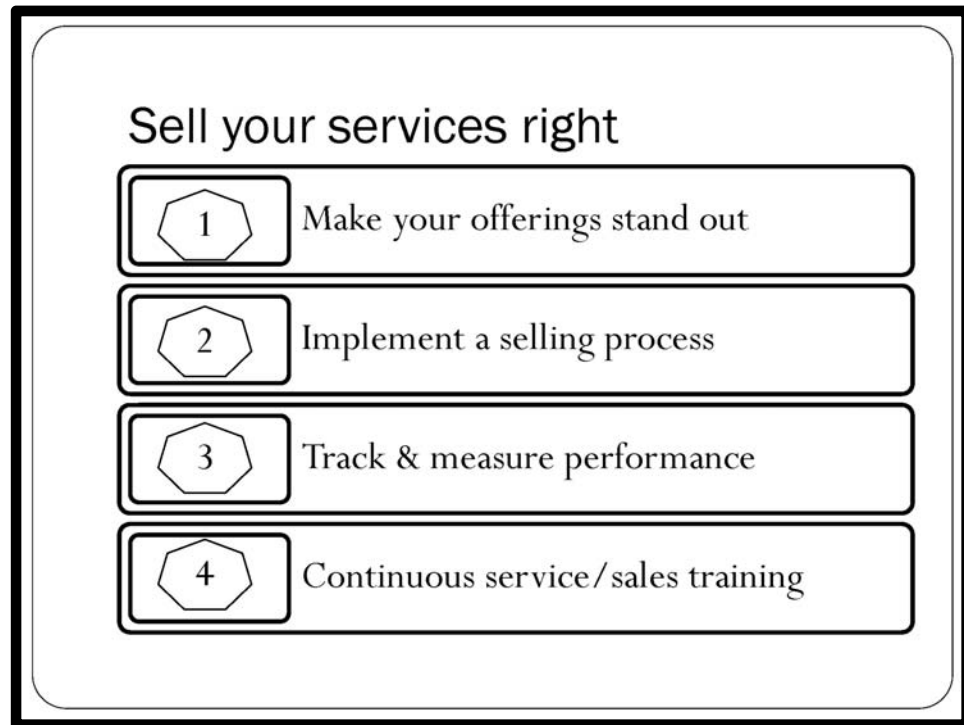 Sell your services right
1 Make your offerings stand out
2 Implement a selling process
3 Track & measure performance
4 Continuous service/sales training